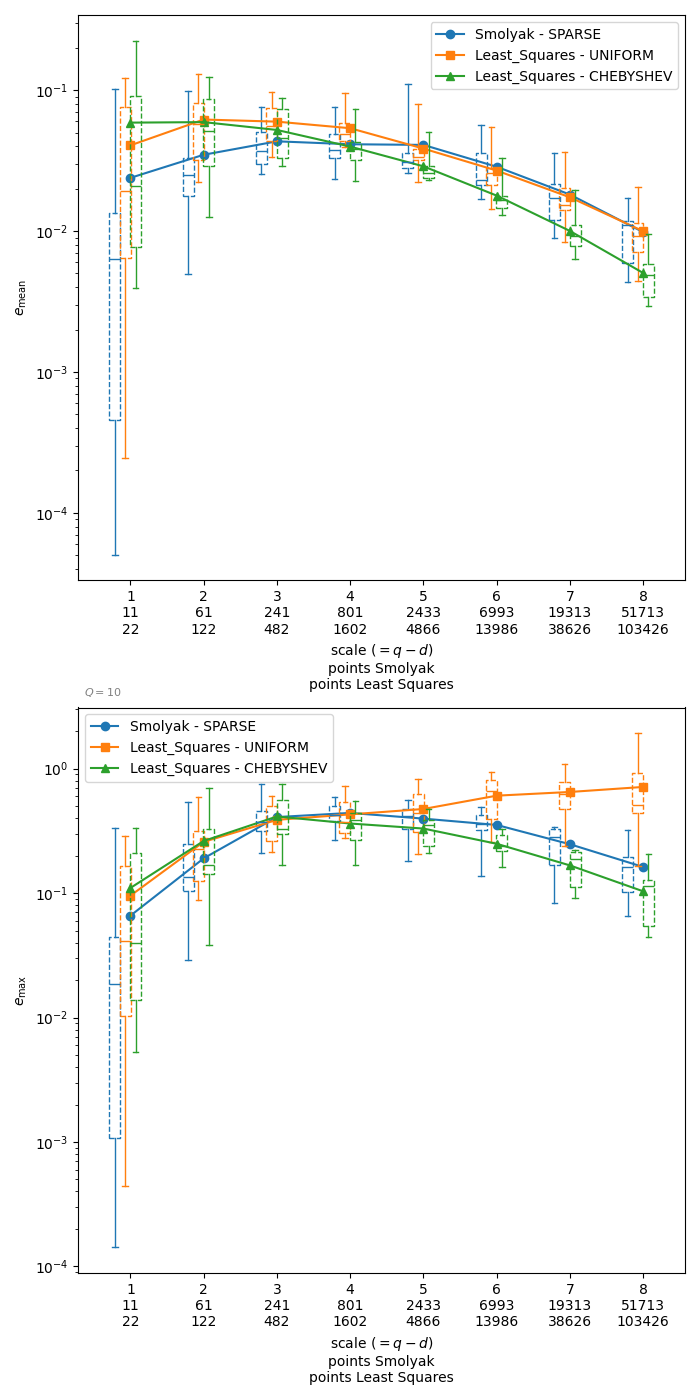 Smolyak - SPARSE
Least_Squares - UNIFORM
Least_Squares - CHEBYSHEV
10⁻¹
10⁻²
10⁻³
10⁻⁴
e_mean
1 2 3 4 5 6 7 8
11 61 241 801 2433 6993 19313 51713
22 122 482 1602 4866 13986 38626 103426
scale (= q − d)
points Smolyak
points Least Squares
Q = 10
Smolyak - SPARSE
Least_Squares - UNIFORM
Least_Squares - CHEBYSHEV
10⁰
10⁻¹
10⁻²
10⁻³
10⁻⁴
e_max
1 2 3 4 5 6 7 8
11 61 241 801 2433 6993 19313 51713
22 122 482 1602 4866 13986 38626 103426
scale (= q − d)
points Smolyak
points Least Squares